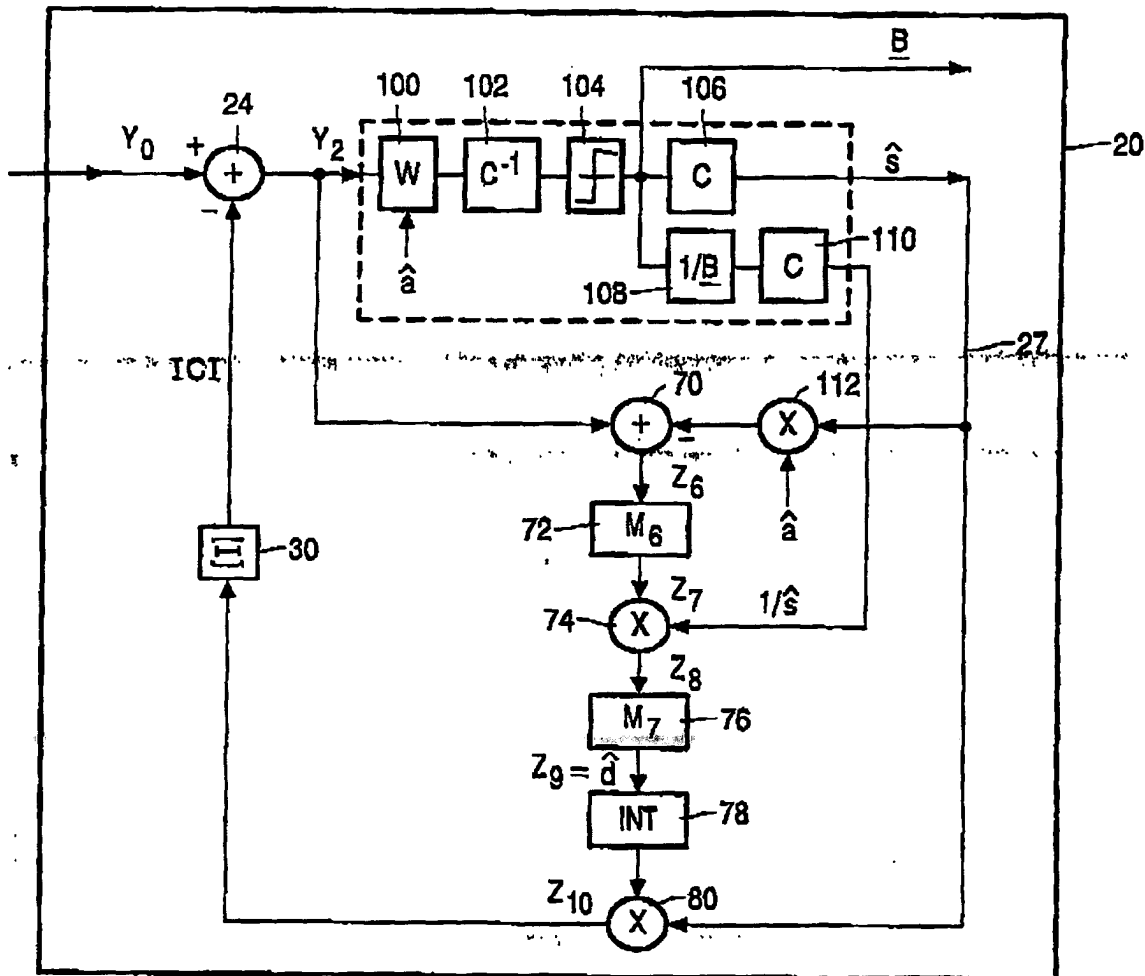 B
100
102
104
106
24
20
Y0
+
+
Y2
W
C⁻¹
C
ŝ
-
â
1/B
C
110
108
ICI
27
70
112
+
-
X
Z6
â
72
M6
30
Ξ
Z7
1/ŝ
74
X
Z8
M7
76
Z9 = d̂
INT
78
Z10
80
X